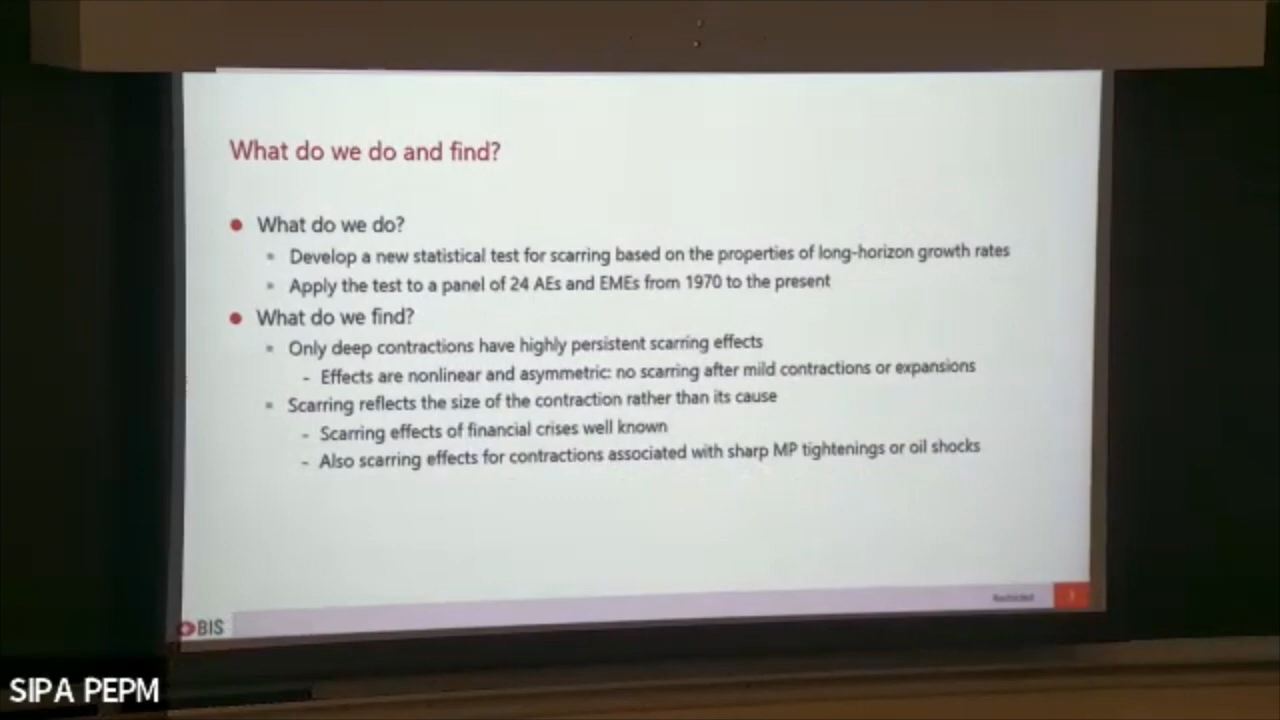 What do we do and find?
What do we do?
Develop a new statistical test for scarring based on the properties of long-horizon growth rates
Apply the test to a panel of 24 AEs and EMEs from 1970 to the present
What do we find?
Only deep contractions have highly persistent scarring effects
- Effects are nonlinear and asymmetric: no scarring after mild contractions or expansions
Scarring reflects the size of the contraction rather than its cause
- Scarring effects of financial crises well known
- Also scarring effects for contractions associated with sharp MP tightenings or oil shocks
Restricted
BIS
SIPA PEPM